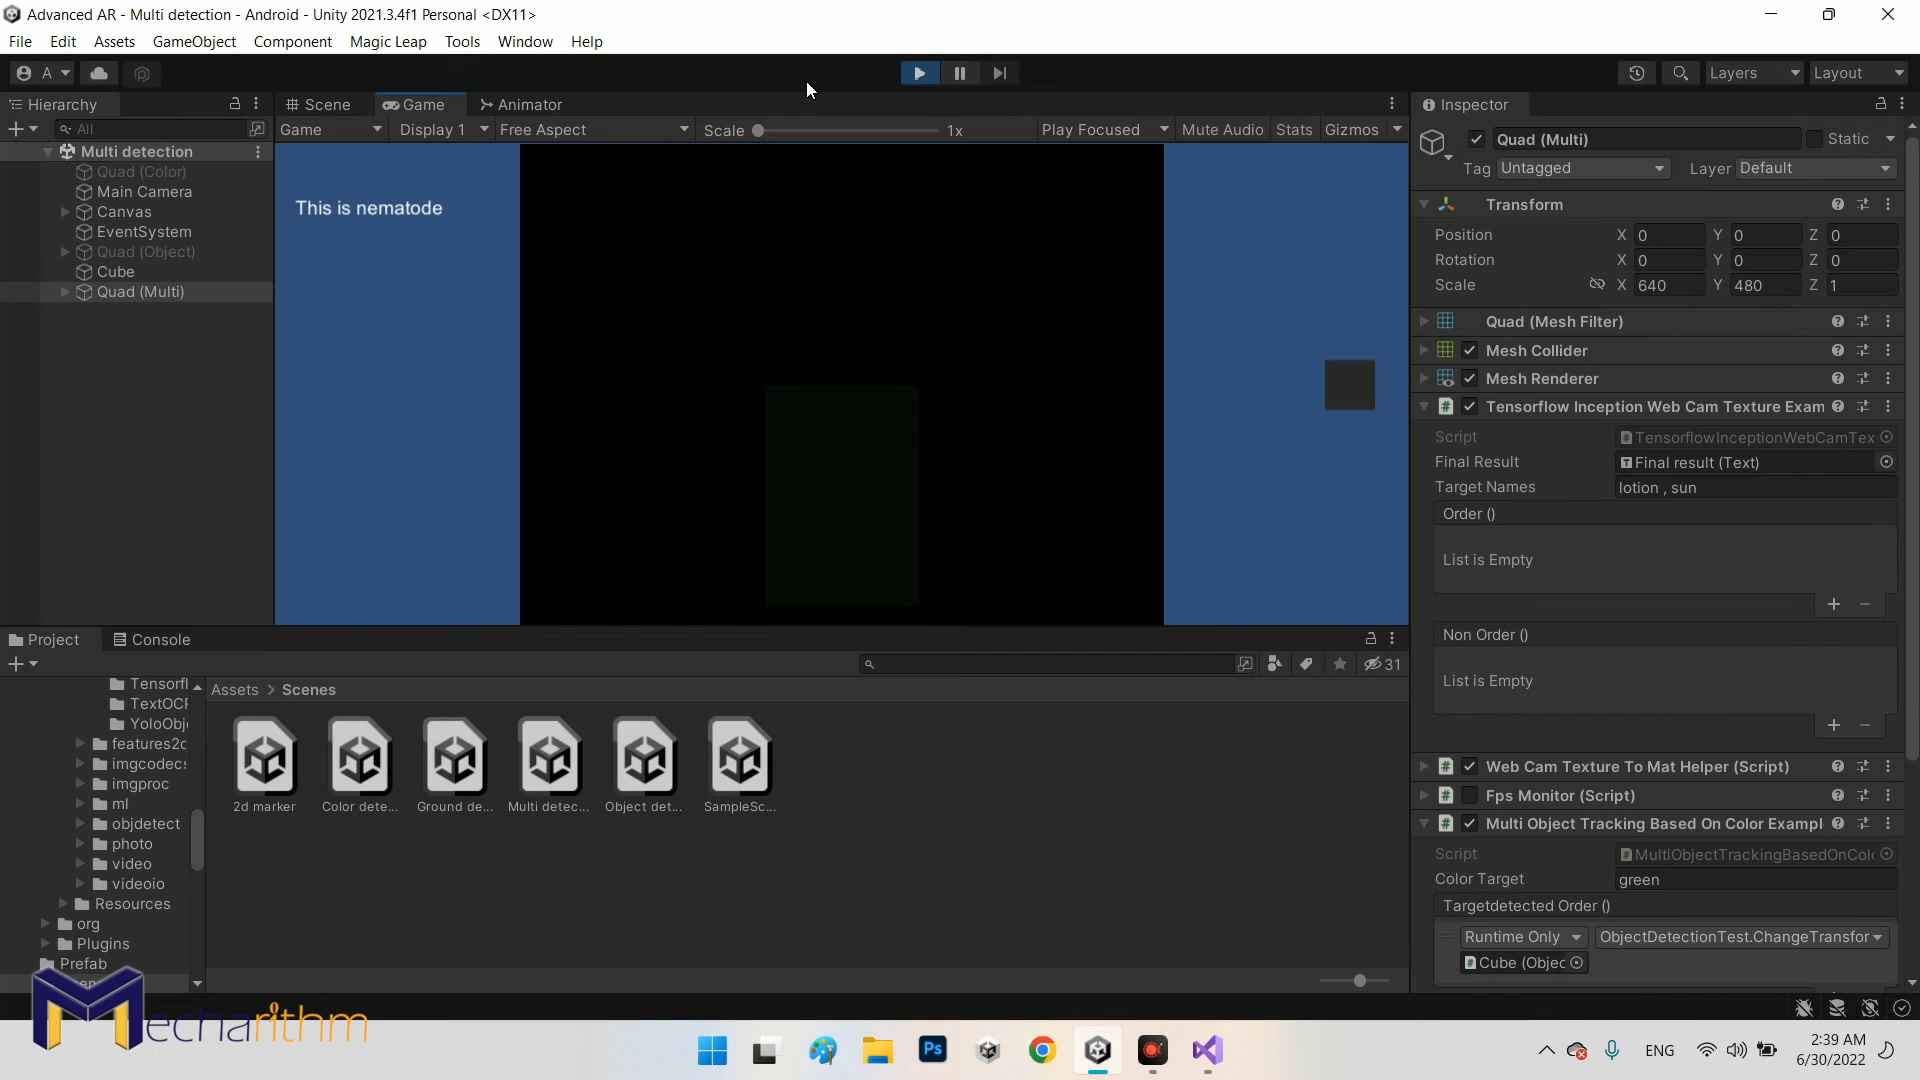 Advanced AR - Multi detection - Android - Unity 2021.3.4f1 Personal <DX11>
File Edit Assets GameObject Component Magic Leap Tools Window Help
A
Layers Layout
Hierarchy
All
Multi detection
Quad (Color)
Main Camera
Canvas
EventSystem
Quad (Object)
Cube
Quad (Multi)
Scene Game Animator
Game Display 1 Free Aspect Scale 1x Play Focused Mute Audio Stats Gizmos
This is nematode
Inspector
Quad (Multi) Static
Tag Untagged Layer Default
Transform
Position X 0 Y 0 Z 0
Rotation X 0 Y 0 Z 0
Scale X 640 Y 480 Z 1
Quad (Mesh Filter)
Mesh Collider
Mesh Renderer
Tensorflow Inception Web Cam Texture Exam
Script TensorflowInceptionWebCamTex
Final Result Final result (Text)
Target Names lotion , sun
Order ()
List is Empty
Non Order ()
List is Empty
Web Cam Texture To Mat Helper (Script)
Fps Monitor (Script)
Multi Object Tracking Based On Color Exampl
Script MultiObjectTrackingBasedOnColo
Color Target green
Targetdetected Order ()
Runtime Only ObjectDetectionTest.ChangeTransfor
Cube (Objec
Project Console
31
Tensorfl
TextOCR
YoloObj
features2d
imgcodecs
imgproc
ml
objdetect
photo
video
videoio
Resources
org
Plugins
Prefab
Assets > Scenes
2d marker Color dete... Ground de... Multi detec... Object det... SampleSc...
Mecharithm
Ps
ENG
2:39 AM
6/30/2022